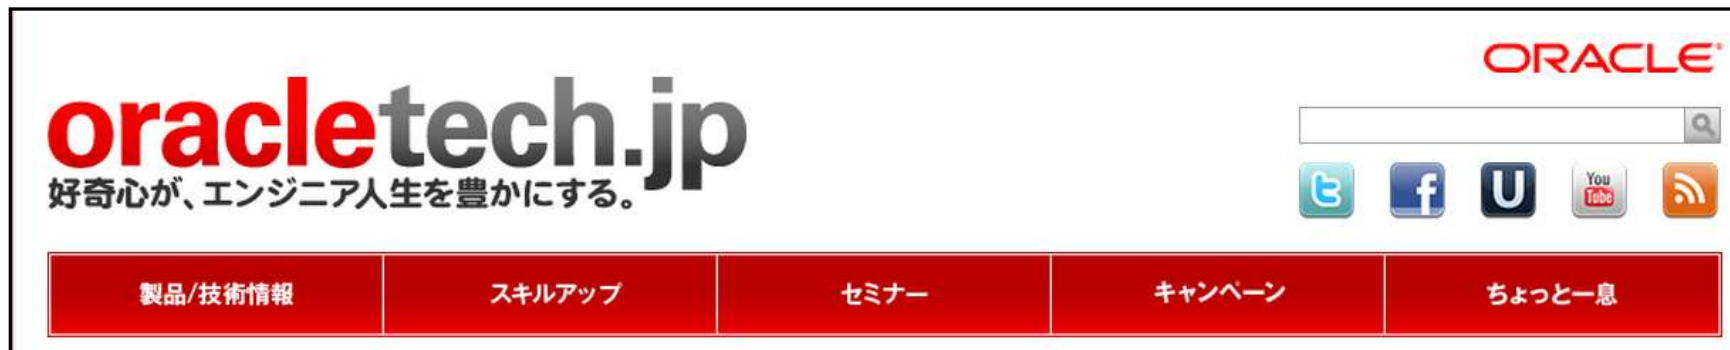 ORACLE
oracletech.jp
好奇心が、エンジニア人生を豊かにする。
U
You
Tube
製品/技術情報
スキルアップ
セミナー
キャンペーン
ちょっと一息